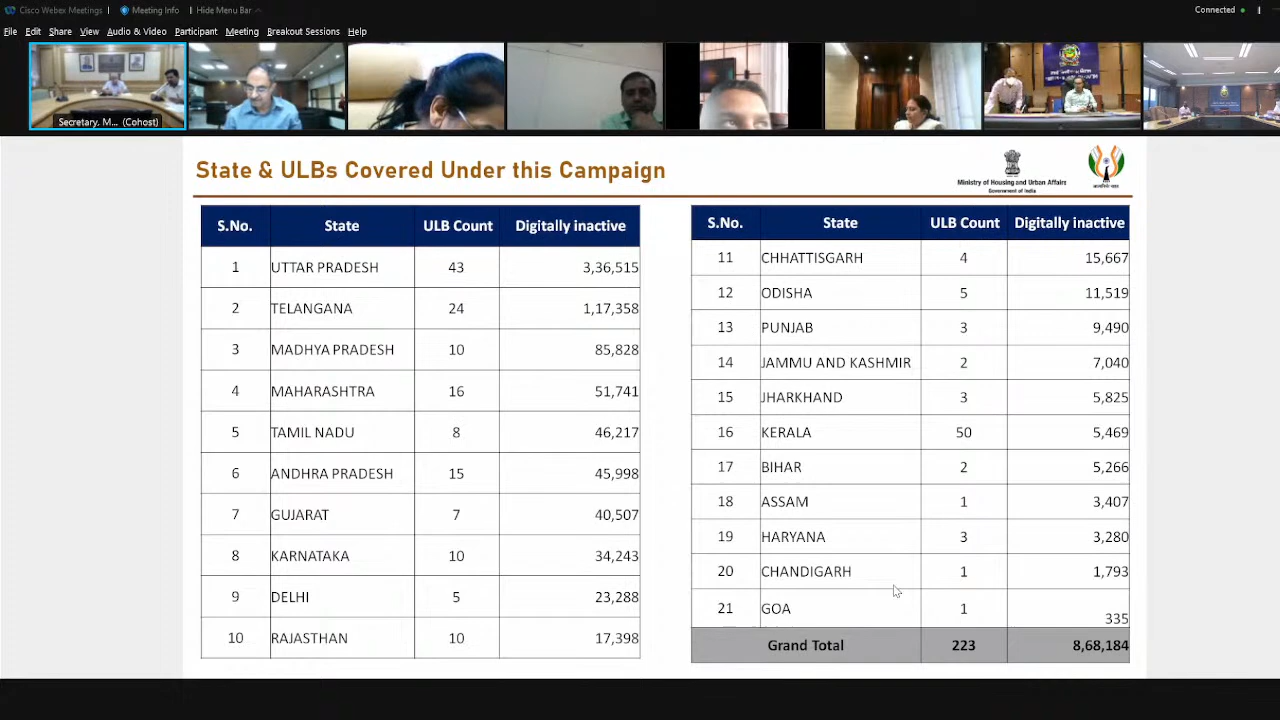 Cisco Webex Meetings Meeting Info Hide Menu Bar Connected
File Edit Share View Audio & Video Participant Meeting Breakout Sessions Help
Secretary. M... (Cohost)
State & ULBs Covered Under this Campaign
Ministry of Housing and Urban Affairs
Government of India
S.No. State ULB Count Digitally inactive
1 UTTAR PRADESH 43 3,36,515
2 TELANGANA 24 1,17,358
3 MADHYA PRADESH 10 85,828
4 MAHARASHTRA 16 51,741
5 TAMIL NADU 8 46,217
6 ANDHRA PRADESH 15 45,998
7 GUJARAT 7 40,507
8 KARNATAKA 10 34,243
9 DELHI 5 23,288
10 RAJASTHAN 10 17,398
S.No. State ULB Count Digitally inactive
11 CHHATTISGARH 4 15,667
12 ODISHA 5 11,519
13 PUNJAB 3 9,490
14 JAMMU AND KASHMIR 2 7,040
15 JHARKHAND 3 5,825
16 KERALA 50 5,469
17 BIHAR 2 5,266
18 ASSAM 1 3,407
19 HARYANA 3 3,280
20 CHANDIGARH 1 1,793
21 GOA 1 335
Grand Total 223 8,68,184